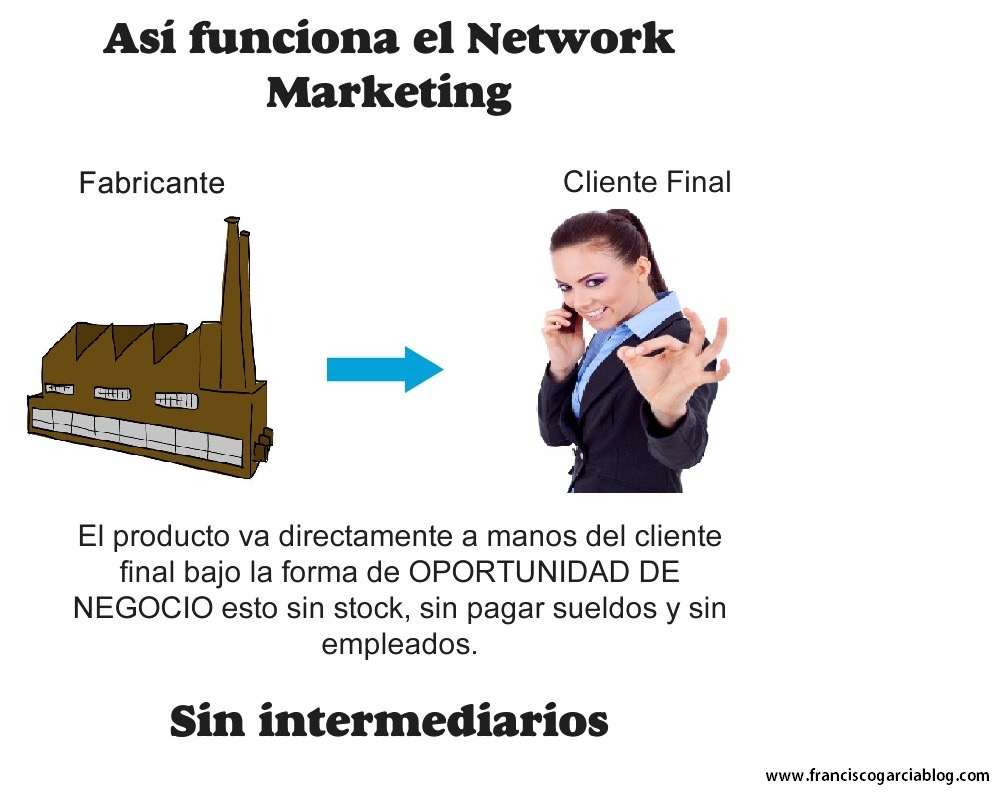 Así funciona el Network
Marketing
Fabricante
Cliente Final
El producto va directamente a manos del cliente
final bajo la forma de OPORTUNIDAD DE
NEGOCIO esto sin stock, sin pagar sueldos y sin
empleados.
Sin intermediarios
www.franciscogarciablog.com